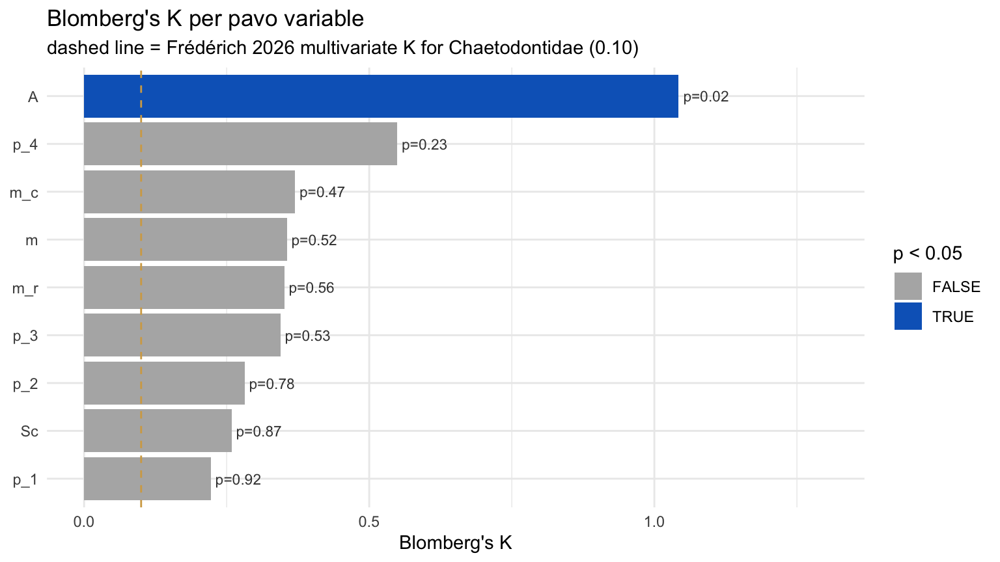 Blomberg's K per pavo variable
dashed line = Frédérich 2026 multivariate K for Chaetodontidae (0.10)
A
p=0.02
p_4
p=0.23
m_c
p=0.47
m
p=0.52
m_r
p=0.56
p_3
p=0.53
p_2
p=0.78
Sc
p=0.87
p_1
p=0.92
0.0
0.5
1.0
Blomberg's K
p < 0.05
FALSE
TRUE